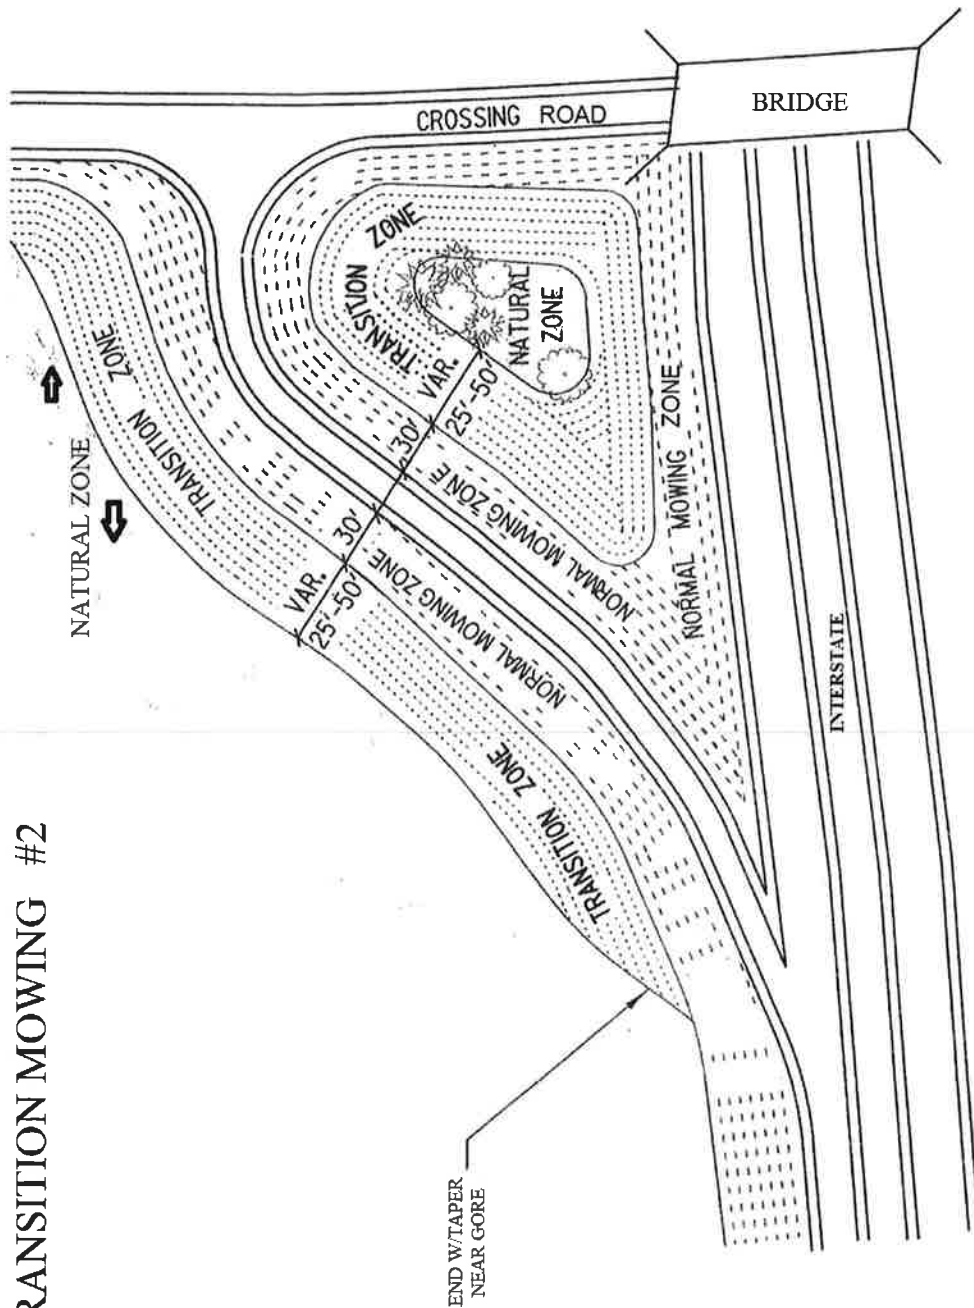 RANSITION MOWING #2
CROSSING ROAD
BRIDGE
TRANSITION ZONE
NATURAL
ZONE
VAR.
25'-50'
30'
NORMAL MOWING ZONE
NORMAL MOWING ZONE
INTERSTATE
NATURAL ZONE
TRANSITION ZONE
VAR.
25'-50'
30'
NORMAL MOWING ZONE
TRANSITION ZONE
END W/TAPER
NEAR GORE